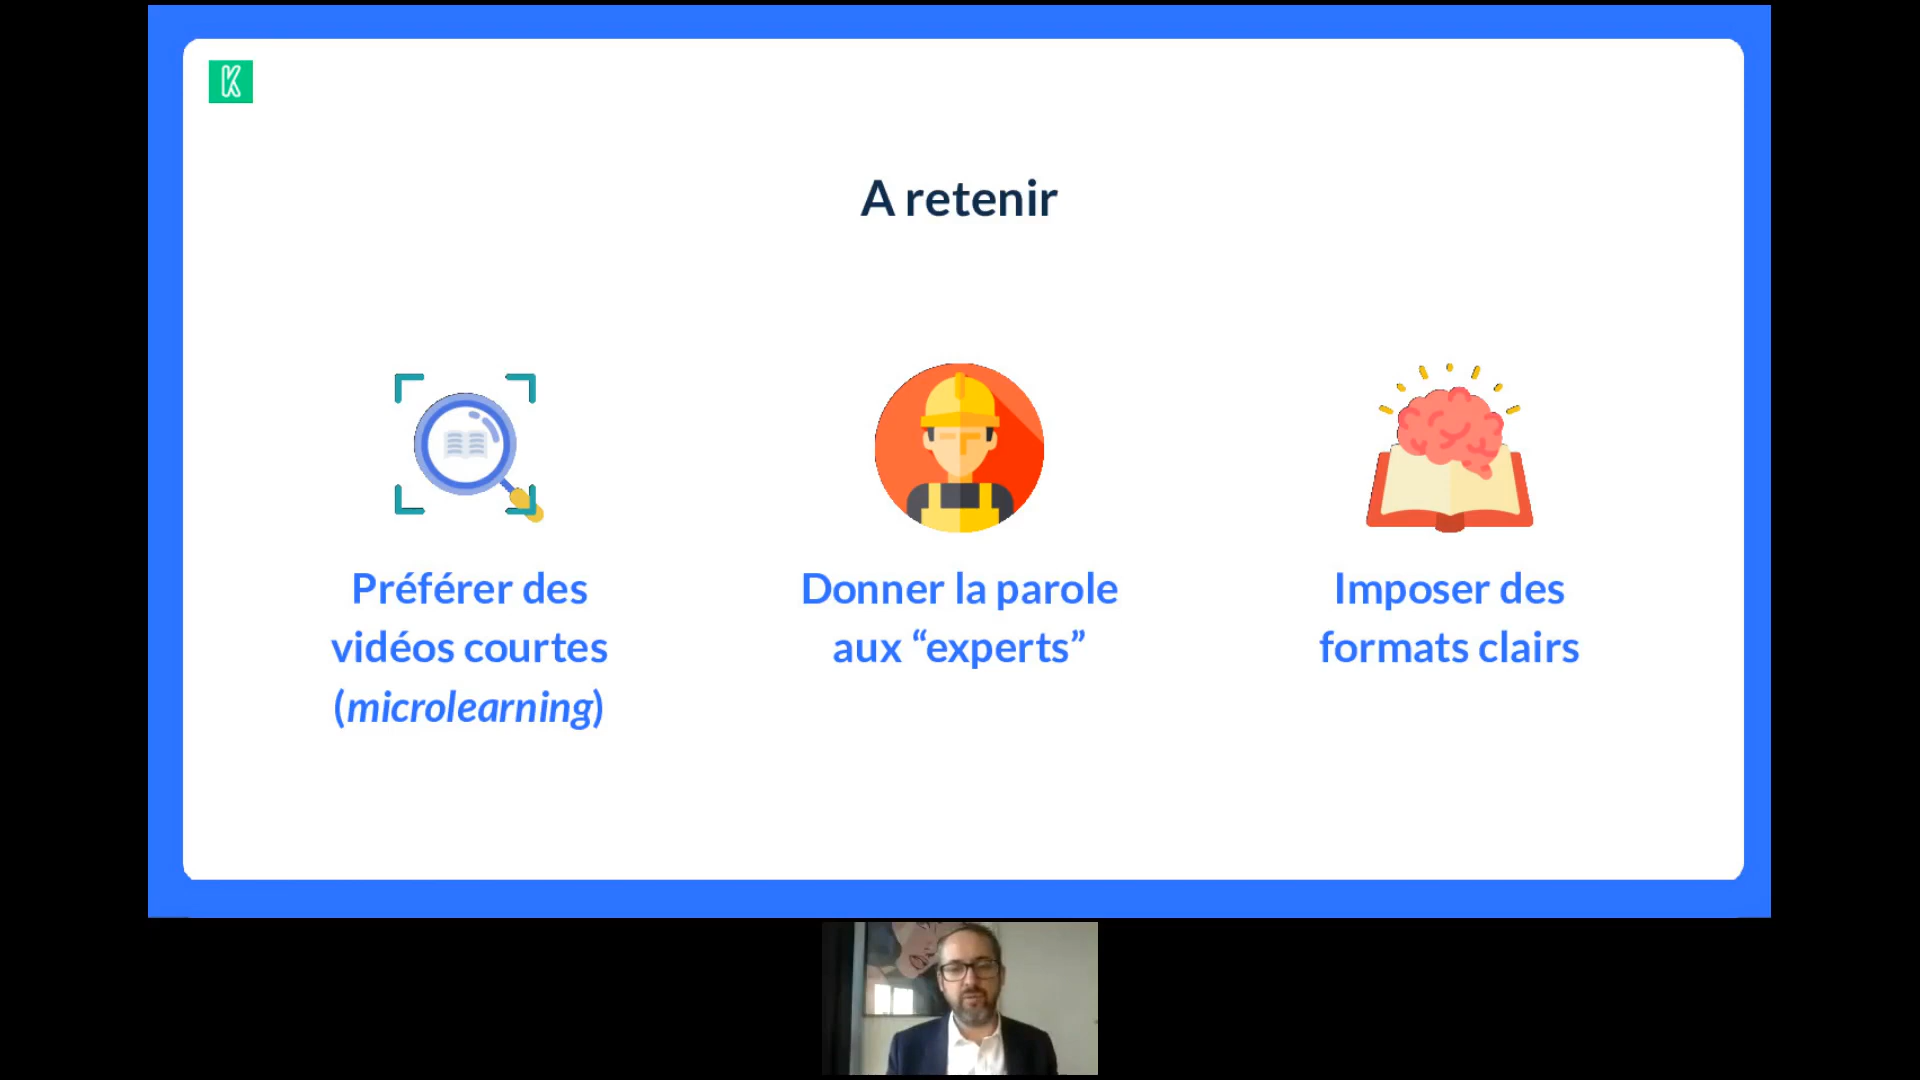 K
A retenir
Préférer des
vidéos courtes
(microlearning)
Donner la parole
aux “experts”
Imposer des
formats clairs